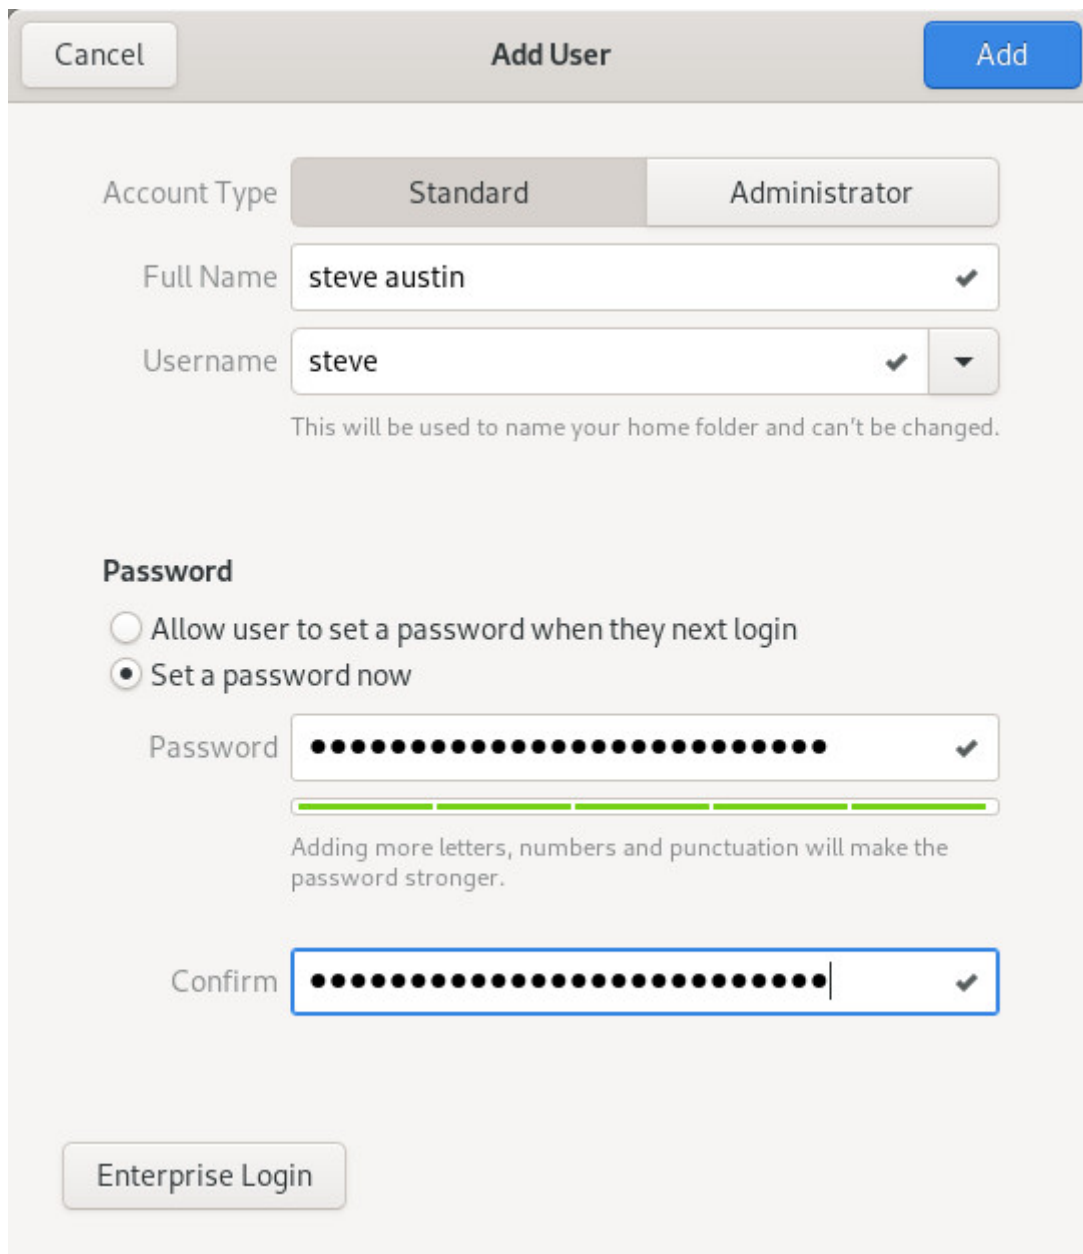 Cancel Add User Add
Account Type Standard Administrator
Full Name steve austin
Username steve
This will be used to name your home folder and can't be changed.
Password
Allow user to set a password when they next login
Set a password now
Password ●●●●●●●●●●●●●●●●●●●●●●●●●●
Adding more letters, numbers and punctuation will make the
password stronger.
Confirm ●●●●●●●●●●●●●●●●●●●●●●●●●●
Enterprise Login